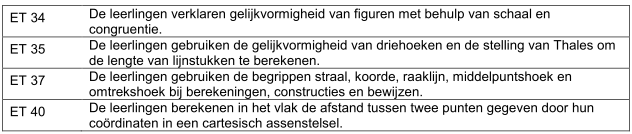 ET 34 De leerlingen verklaren gelijkvormigheid van figuren met behulp van schaal en
congruentie.
ET 35 De leerlingen gebruiken de gelijkvormigheid van driehoeken en de stelling van Thales om
de lengte van lijnstukken te berekenen.
ET 37 De leerlingen gebruiken de begrippen straal, koorde, raaklijn, middelpuntshoek en
omtrekshoek bij berekeningen, constructies en bewijzen.
ET 40 De leerlingen berekenen in het vlak de afstand tussen twee punten gegeven door hun
coördinaten in een cartesisch assenstelsel.